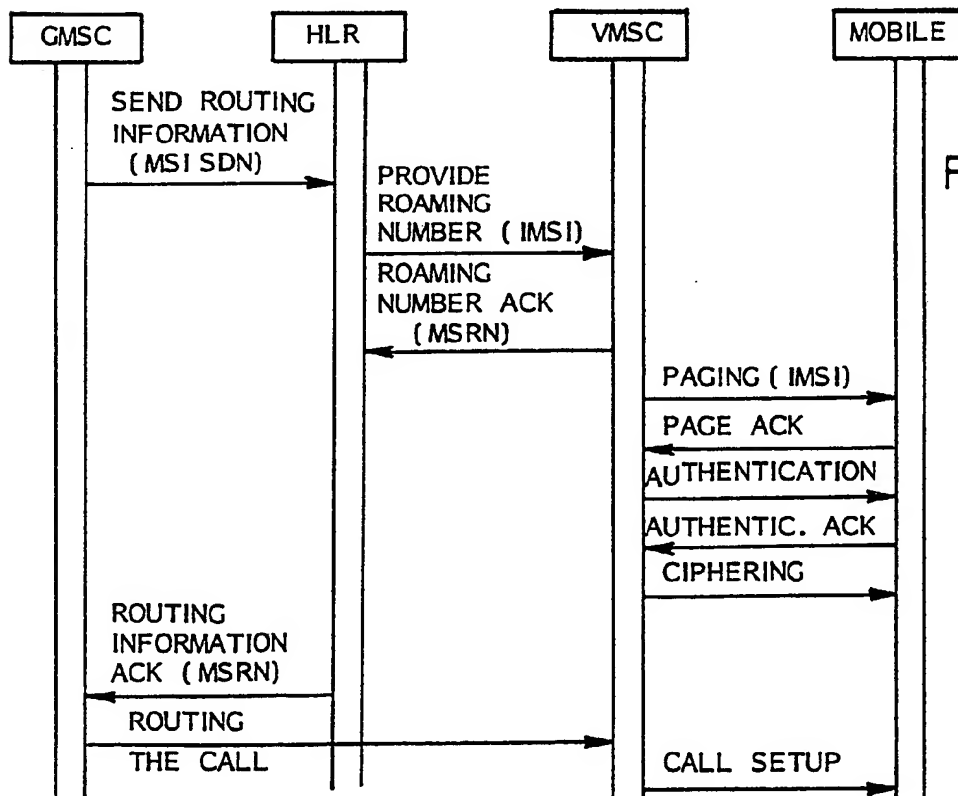 GMSC
HLR
VMSC
MOBILE
SEND ROUTING
INFORMATION
(MSISDN)
F
PROVIDE
ROAMING
NUMBER (IMSI)
ROAMING
NUMBER ACK
(MSRN)
PAGING (IMSI)
PAGE ACK
AUTHENTICATION
AUTHENTIC. ACK
CIPHERING
ROUTING
INFORMATION
ACK (MSRN)
ROUTING
THE CALL
CALL SETUP